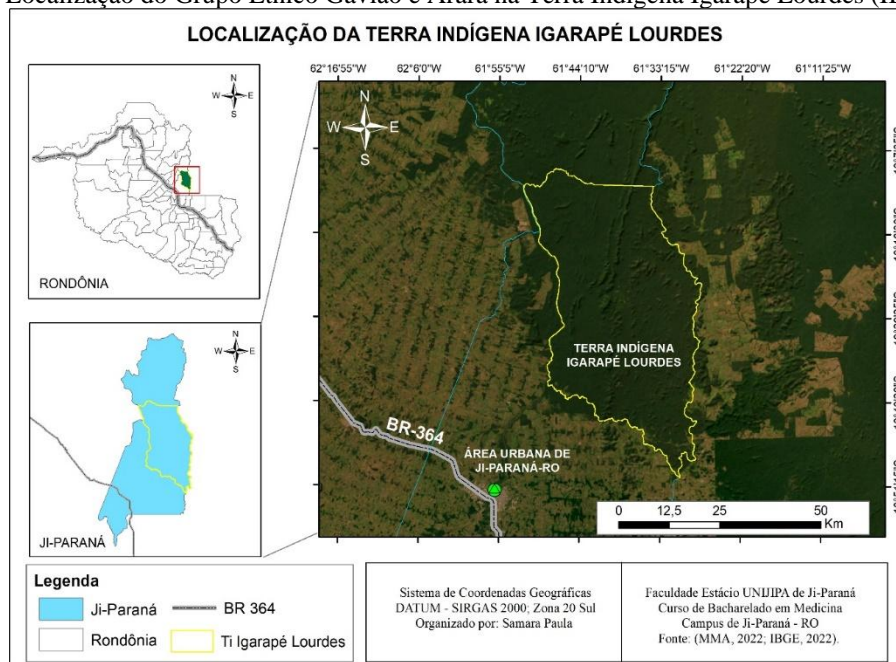 Localização do Grupo Étnico Gavião e Arara na Terra Indígena Igarapé Lourdes
LOCALIZAÇÃO DA TERRA INDÍGENA IGARAPÉ LOURDES
N
W E
S
RONDÔNIA
N
W E
S
JI-PARANÁ
62°16'55"W 62°6'0"W 61°55'5"W 61°44'10"W 61°33'15"W 61°22'20"W 61°11'25"W
N
W E
S
TERRA INDÍGENA
IGARAPÉ LOURDES
BR-364
ÁREA URBANA DE
JI-PARANÁ-RO
0 12,5 25 50
Km
Legenda
Ji-Paraná
BR 364
Rondônia
Ti Igarapé Lourdes
Sistema de Coordenadas Geográficas
DATUM - SIRGAS 2000; Zona 20 Sul
Organizado por: Samara Paula
Faculdade Estácio UNIJIPA de Ji-Paraná
Curso de Bacharelado em Medicina
Campus de Ji-Paraná - RO
Fonte: (MMA, 2022; IBGE, 2022).